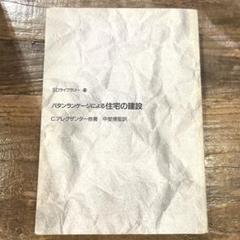 SDライブラリー
パタンランゲージによる住宅の建設
C.アレグザンダー他著 中埜博監訳